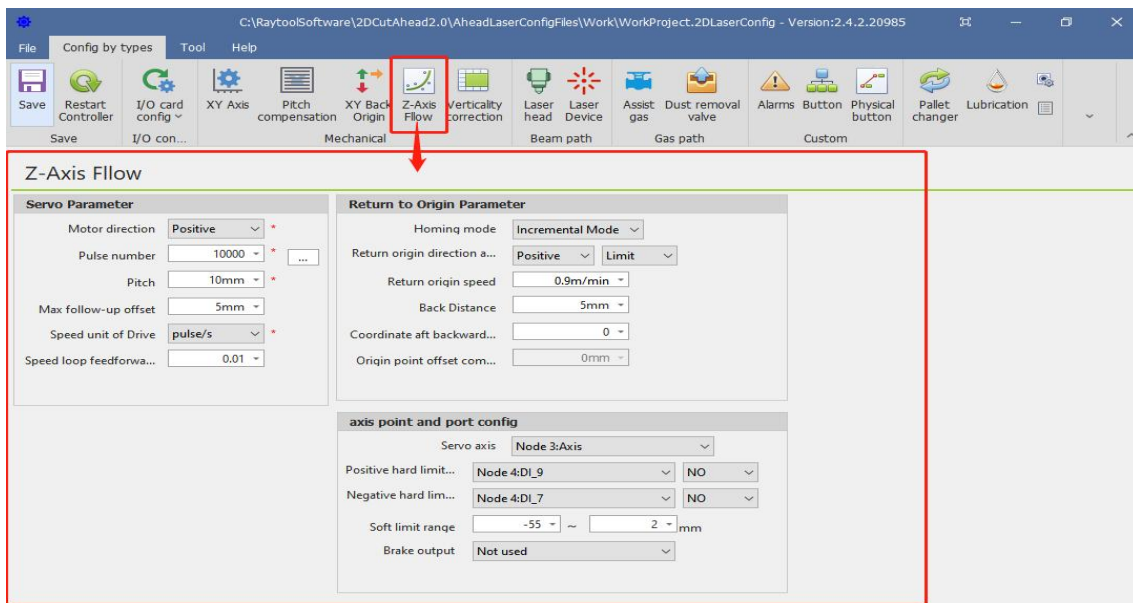 C:\RaytoolSoftware\2DCutAhead2.0\AheadLaserConfigFiles\Work\WorkProject.2DLaserConfig - Version:2.4.2.20985
File Config by types Tool Help
Save Restart Controller I/O card config XY Axis Pitch compensation XY Back Origin Z-Axis Fllow Verticality correction Laser head Laser Device Assist gas Dust removal valve Alarms Button Physical button Pallet changer Lubrication
Save I/O con... Mechanical Beam path Gas path Custom
Z-Axis Fllow
Servo Parameter
Motor direction Positive *
Pulse number 10000 * ...
Pitch 10mm *
Max follow-up offset 5mm
Speed unit of Drive pulse/s *
Speed loop feedforwa... 0.01
Return to Origin Parameter
Homing mode Incremental Mode
Return origin direction a... Positive Limit
Return origin speed 0.9m/min
Back Distance 5mm
Coordinate aft backward... 0
Origin point offset com... 0mm
axis point and port config
Servo axis Node 3:Axis
Positive hard limit... Node 4:DI_9 NO
Negative hard lim... Node 4:DI_7 NO
Soft limit range -55 ~ 2 mm
Brake output Not used